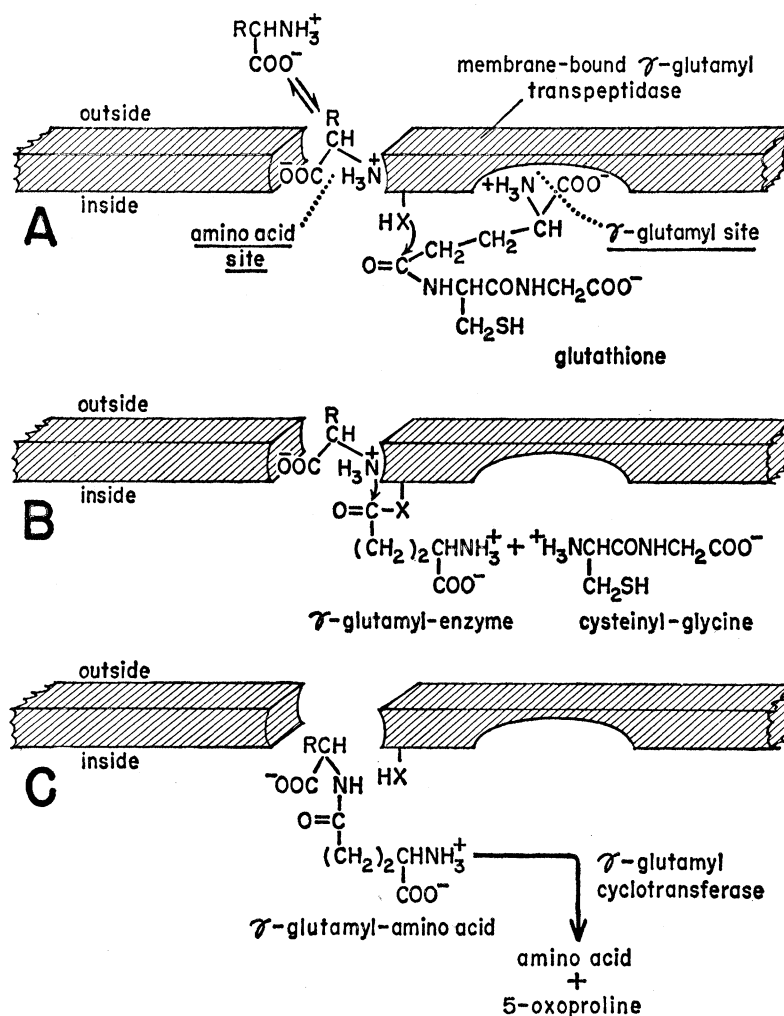 RCHNH₃⁺
COO⁻
membrane-bound γ-glutamyl
transpeptidase
outside
R
CH
⁻OOC H₃N⁺
inside
A
amino acid
site
HX
⁺H₃N COO⁻
CH₂ CH₂ CH
γ-glutamyl site
O=C
NHCHCONHCH₂COO⁻
CH₂SH
glutathione
outside
R
CH
⁻OOC H₃N⁺
inside
B
O=C-X
(CH₂)₂CHNH₃⁺ + ⁺H₃NCHCONHCH₂COO⁻
COO⁻ CH₂SH
γ-glutamyl-enzyme cysteinyl-glycine
outside
inside
C
RCH
⁻OOC NH
HX
O=C
(CH₂)₂CHNH₃⁺
COO⁻
γ-glutamyl
cyclotransferase
γ-glutamyl-amino acid
amino acid
+
5-oxoproline